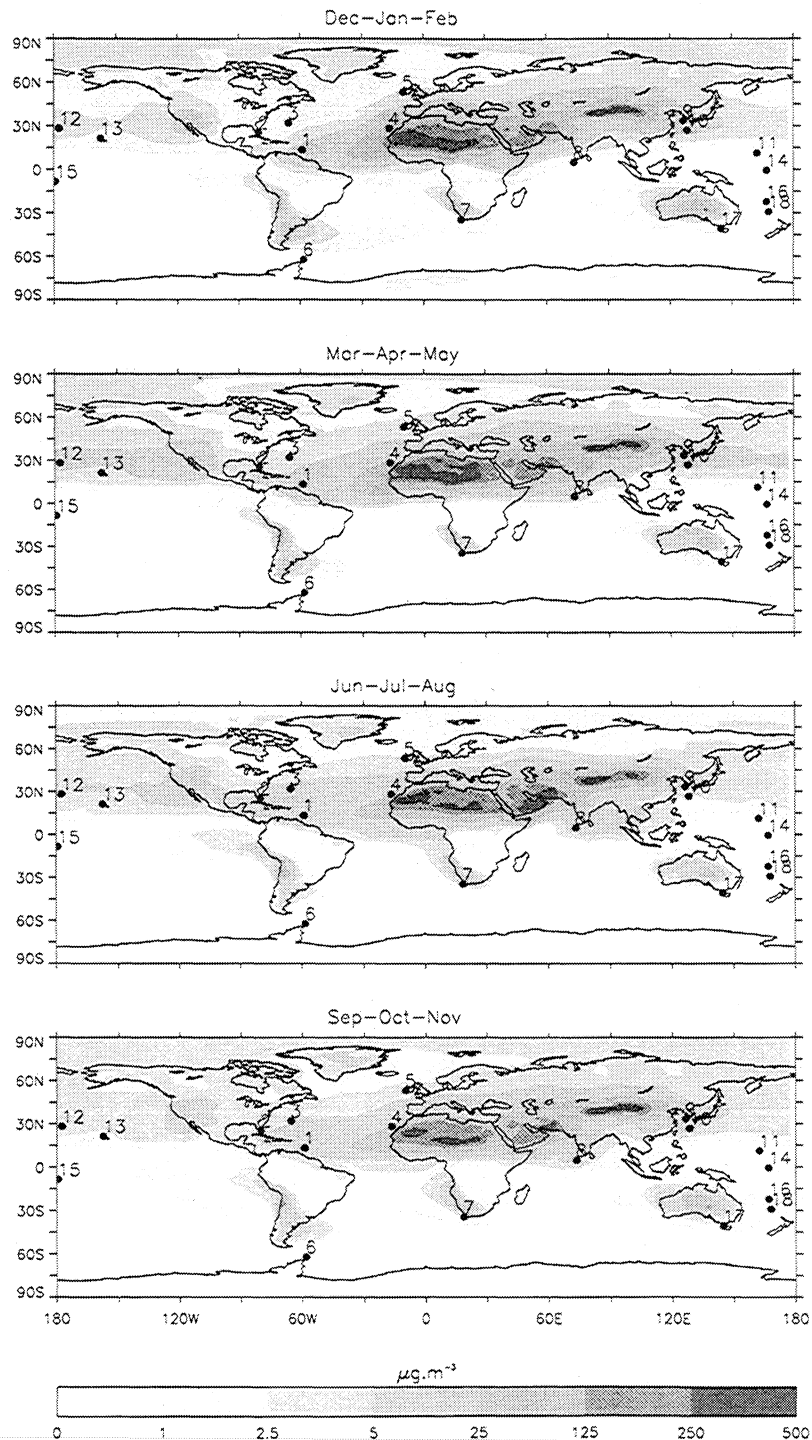 Dec-Jan-Feb
90N
60N
30N
0
30S
60S
90S
12
13
15
1
4
5
6
7
11
14
16
18
17
Mar-Apr-May
90N
60N
30N
0
30S
60S
90S
12
13
15
1
4
5
6
7
11
14
16
18
17
Jun-Jul-Aug
90N
60N
30N
0
30S
60S
90S
12
13
15
1
4
5
6
7
11
14
16
18
17
Sep-Oct-Nov
90N
60N
30N
0
30S
60S
90S
12
13
15
1
4
5
6
7
11
14
16
18
17
180 120W 60W 0 60E 120E 180
μg.m⁻³
0 1 2.5 5 25 125 250 500